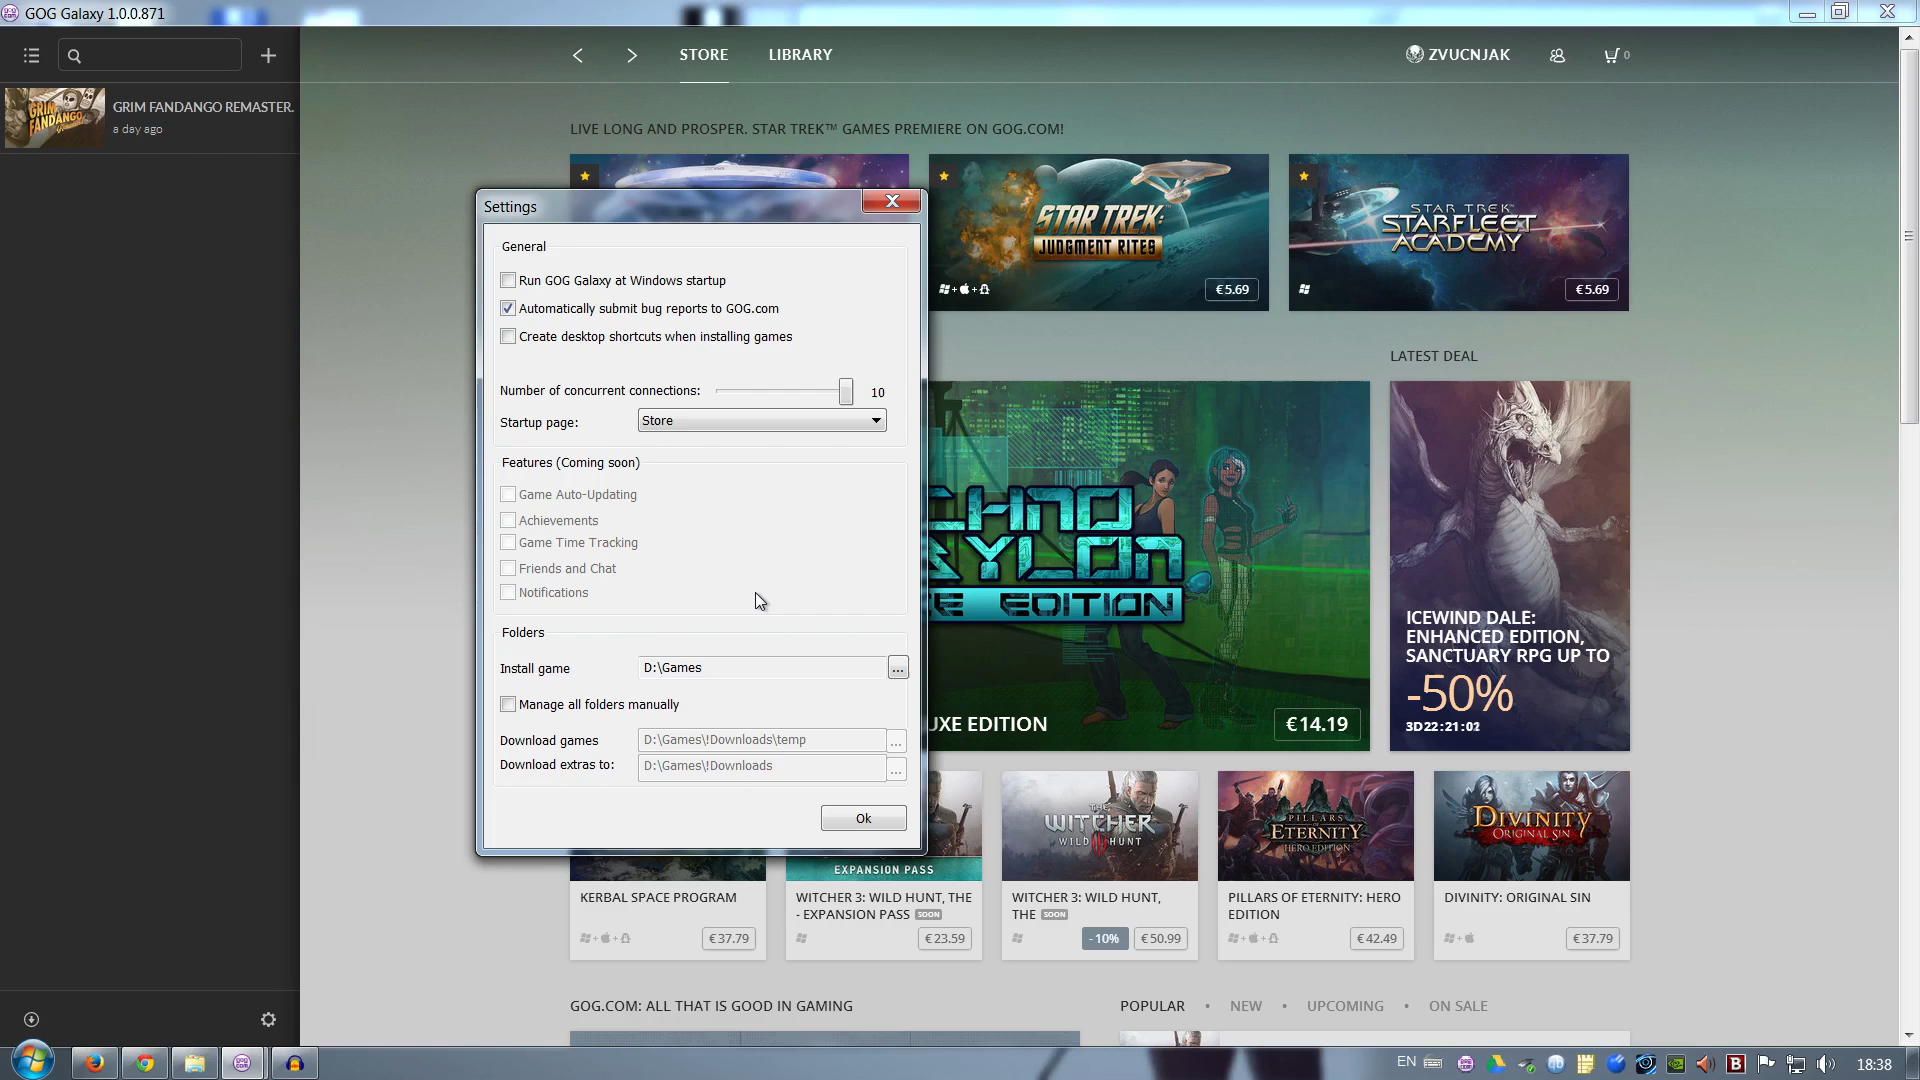 GOG Galaxy 1.0.0.871
STORE
LIBRARY
ZVUCNJAK
0
GRIM FANDANGO REMASTER.
a day ago
GRIM
FANDANGO
LIVE LONG AND PROSPER. STAR TREK™ GAMES PREMIERE ON GOG.COM!
STAR TREK:
JUDGMENT RITES
€5.69
STAR TREK
STARFLEET
ACADEMY
€5.69
Settings
General
Run GOG Galaxy at Windows startup
Automatically submit bug reports to GOG.com
Create desktop shortcuts when installing games
Number of concurrent connections:
10
Startup page:
Store
Features (Coming soon)
Game Auto-Updating
Achievements
Game Time Tracking
Friends and Chat
Notifications
Folders
Install game
D:\Games
...
Manage all folders manually
Download games
D:\Games\!Downloads\temp
...
Download extras to:
D:\Games\!Downloads
...
Ok
LATEST DEAL
ICEWIND DALE:
ENHANCED EDITION,
SANCTUARY RPG UP TO
-50%
3D22:21:02
CHNO
BYLON
E EDITION
UXE EDITION
€14.19
EXPANSION PASS
THE
WITCHER
WILD HUNT
PILLARS OF
ETERNITY
HERO EDITION
DIVINITY
ORIGINAL SIN
KERBAL SPACE PROGRAM
€37.79
WITCHER 3: WILD HUNT, THE
- EXPANSION PASS SOON
€23.59
WITCHER 3: WILD HUNT,
THE SOON
-10%
€50.99
PILLARS OF ETERNITY: HERO
EDITION
€42.49
DIVINITY: ORIGINAL SIN
€37.79
GOG.COM: ALL THAT IS GOOD IN GAMING
POPULAR • NEW • UPCOMING • ON SALE
EN
18:38